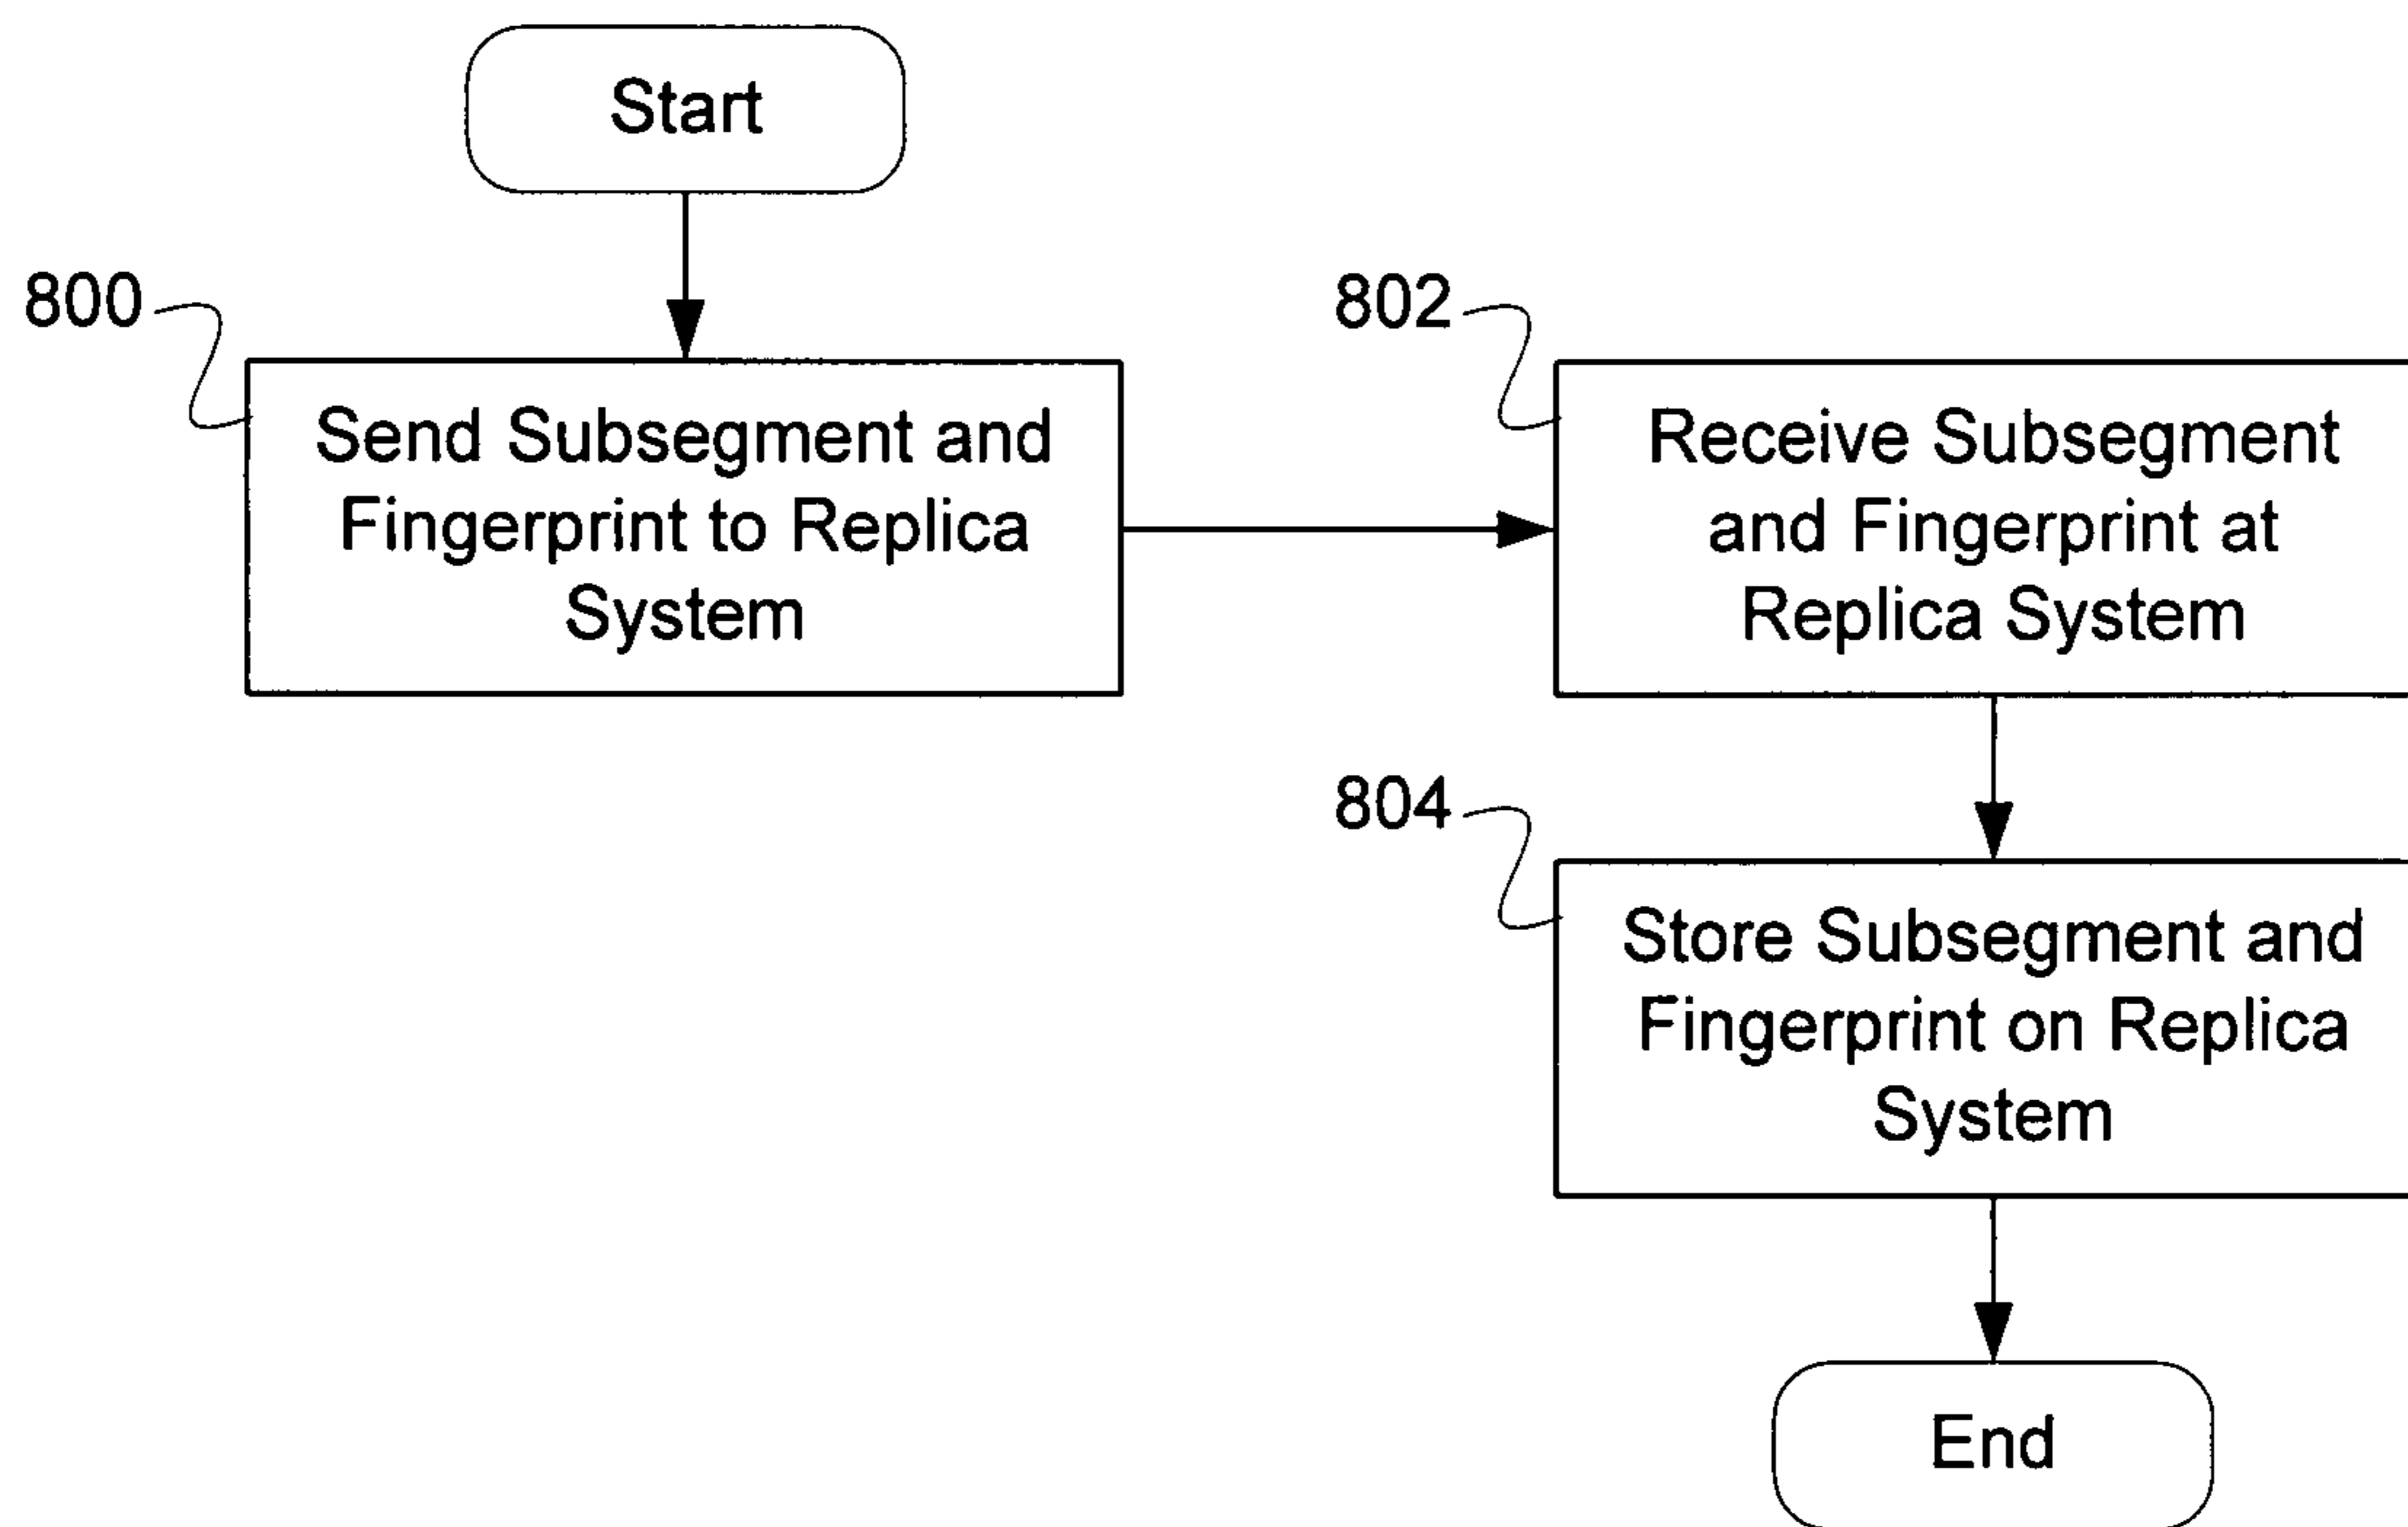 Start
800
Send Subsegment and
Fingerprint to Replica
System
802
Receive Subsegment
and Fingerprint at
Replica System
804
Store Subsegment and
Fingerprint on Replica
System
End